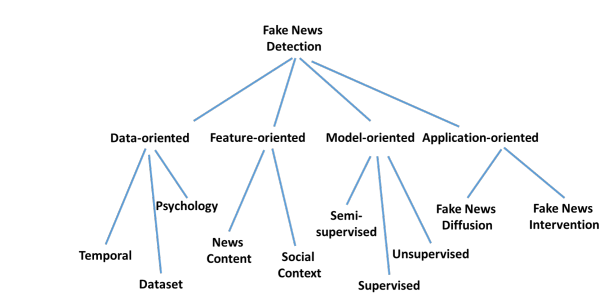 Fake News
Detection
Data-oriented
Feature-oriented
Model-oriented
Application-oriented
Temporal
Dataset
Psychology
News
Content
Social
Context
Semi-
supervised
Supervised
Unsupervised
Fake News
Diffusion
Fake News
Intervention